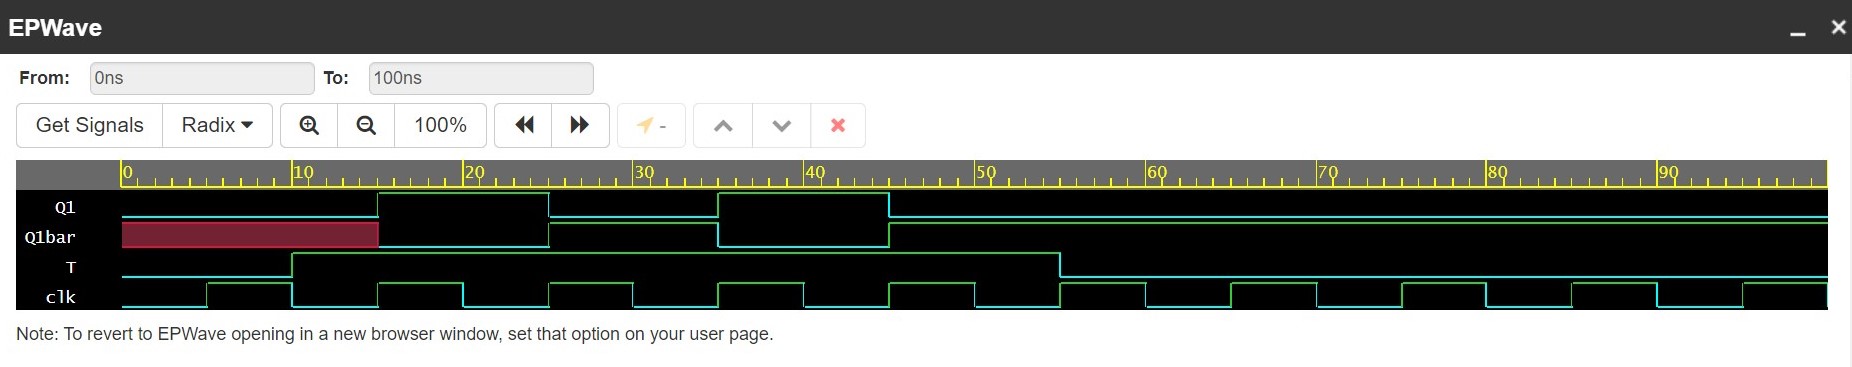 EPWave
From: 0ns To: 100ns
Get Signals Radix 100% -
0 10 20 30 40 50 60 70 80 90
Q1
Q1bar
T
clk
Note: To revert to EPWave opening in a new browser window, set that option on your user page.